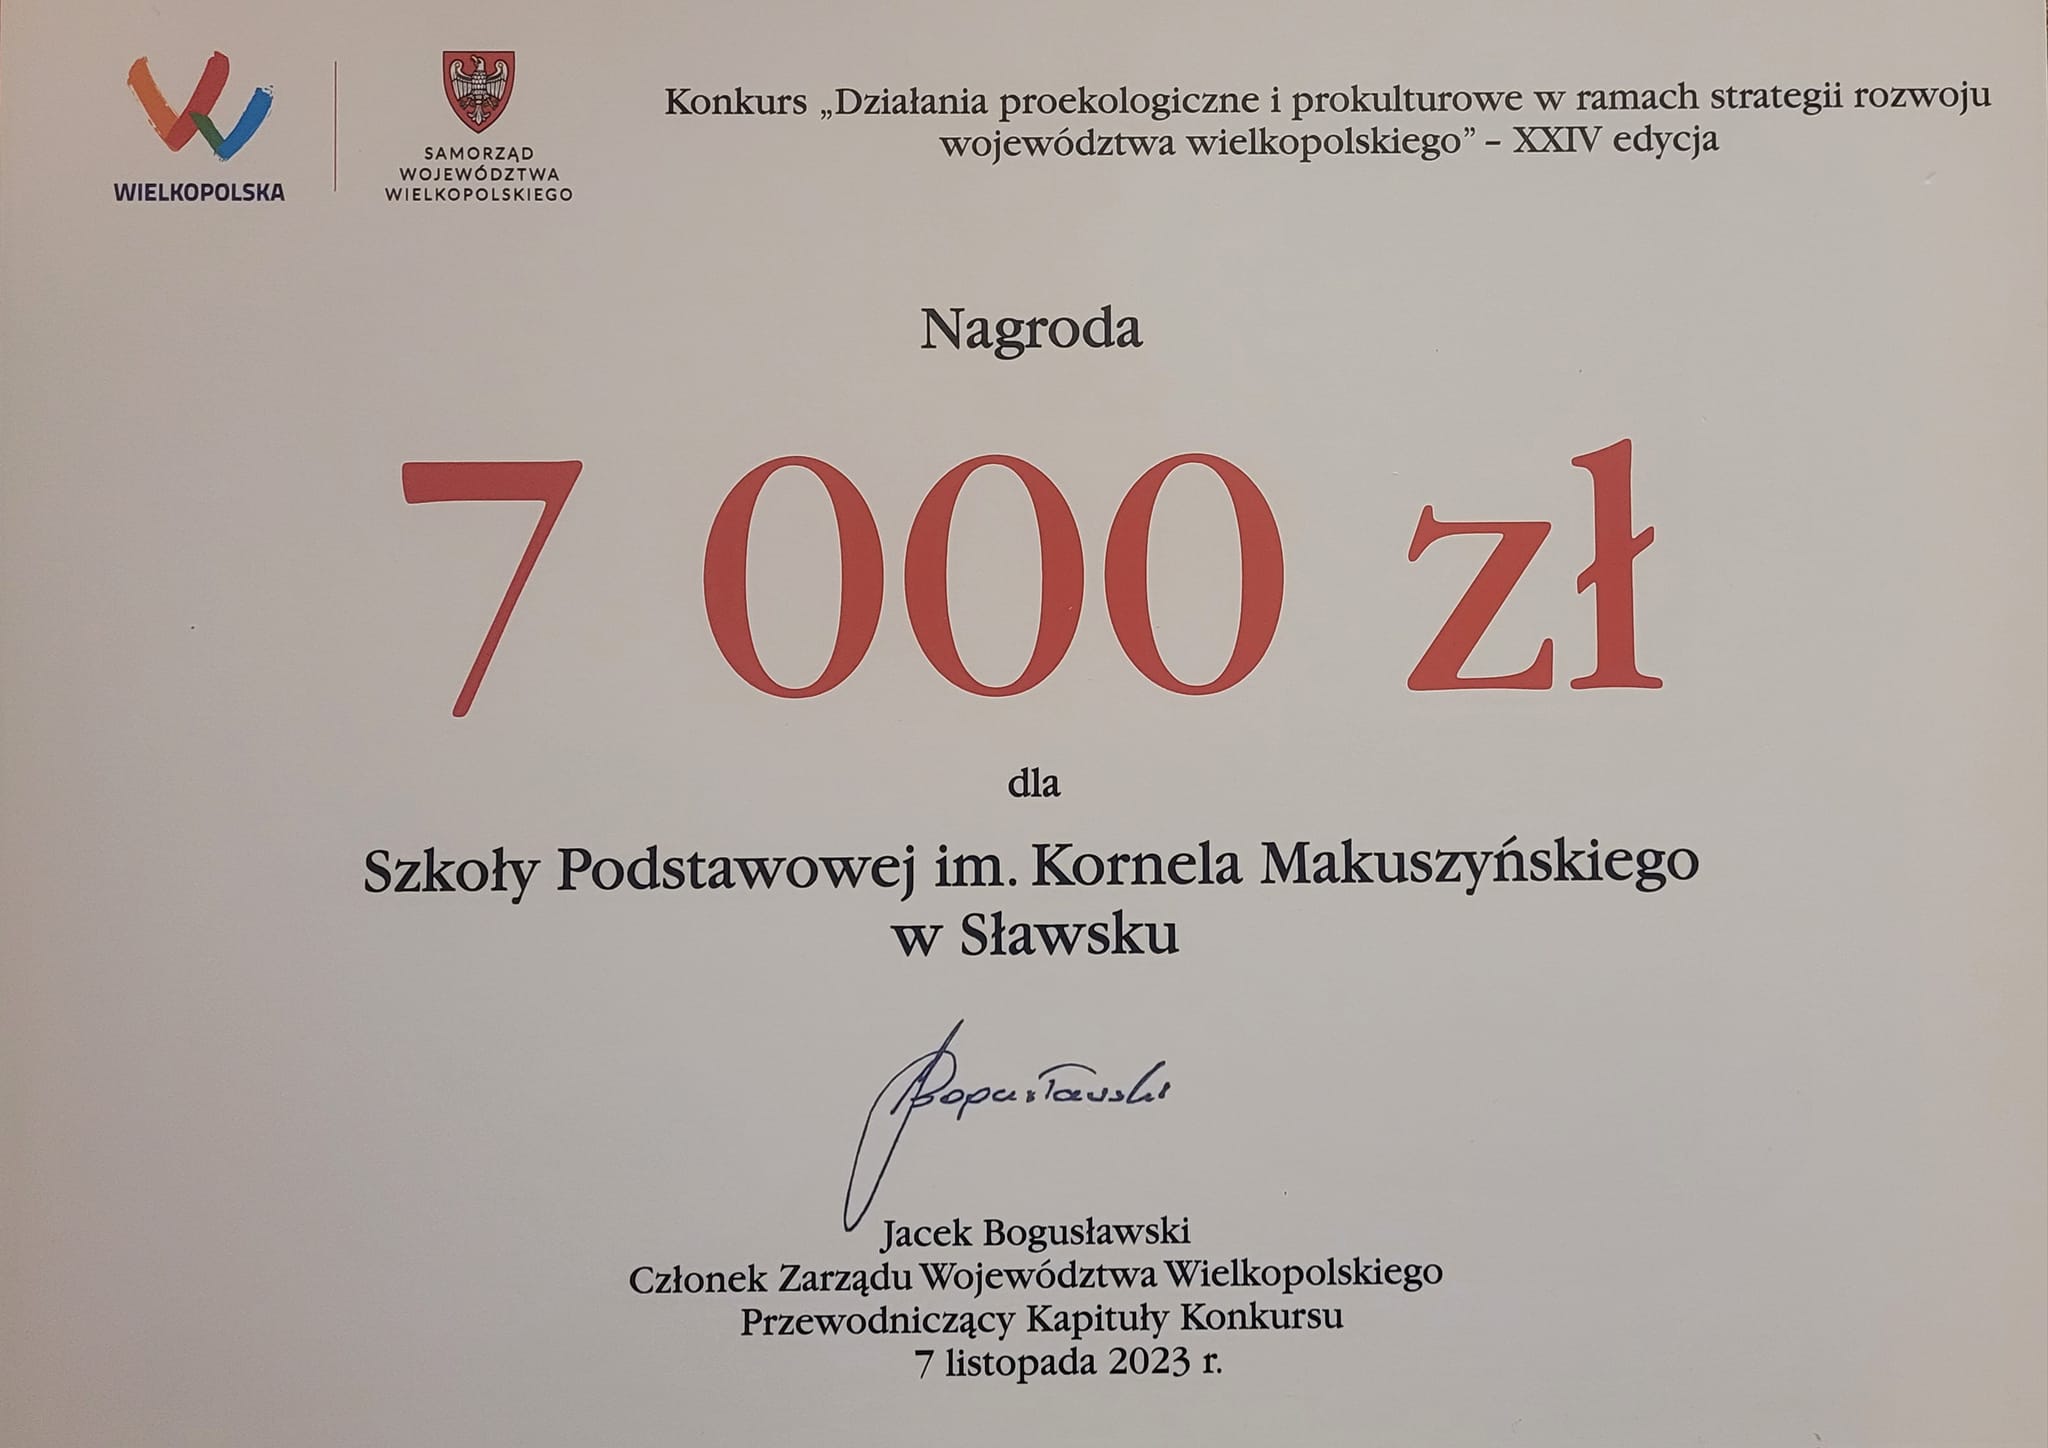 WIELKOPOLSKA
SAMORZĄD
WOJEWÓDZTWA
WIELKOPOLSKIEGO
Konkurs „Działania proekologiczne i prokulturowe w ramach strategii rozwoju
województwa wielkopolskiego” – XXIV edycja
Nagroda
7 000 zł
dla
Szkoły Podstawowej im. Kornela Makuszyńskiego
w Sławsku
Bogusławski
Jacek Bogusławski
Członek Zarządu Województwa Wielkopolskiego
Przewodniczący Kapituły Konkursu
7 listopada 2023 r.